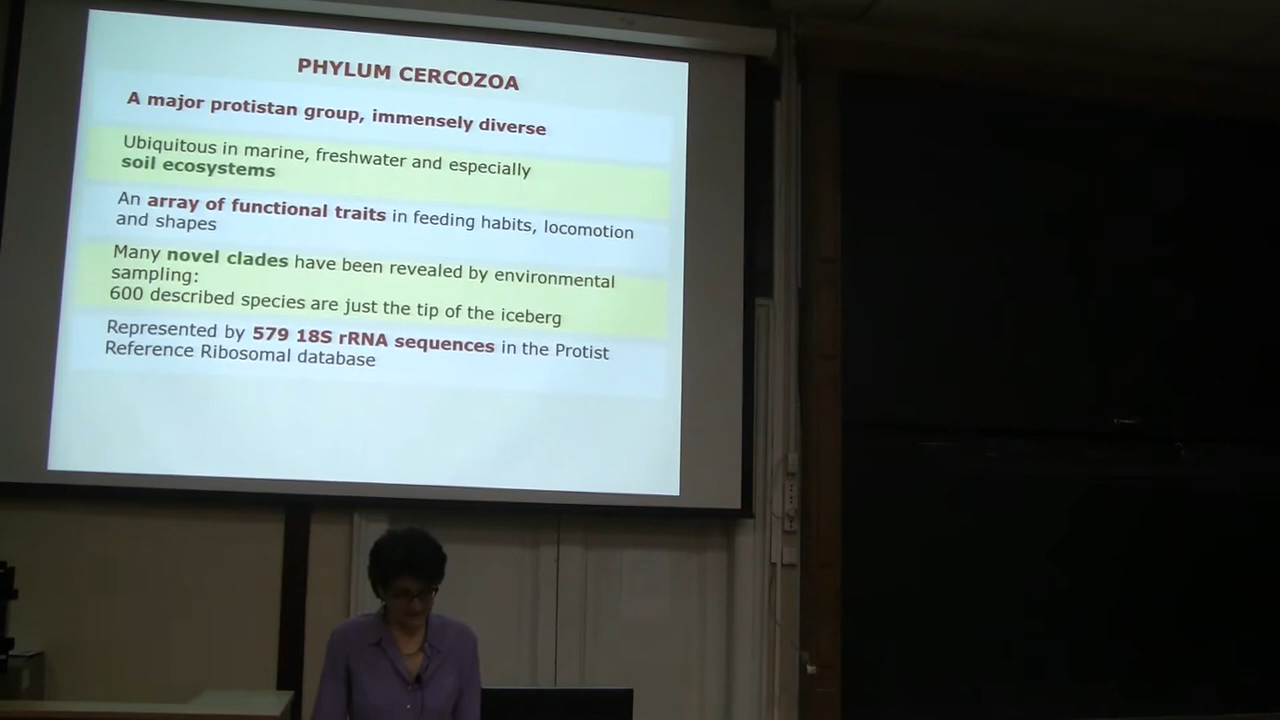 PHYLUM CERCOZOA
A major protistan group, immensely diverse
Ubiquitous in marine, freshwater and especially
soil ecosystems
An array of functional traits in feeding habits, locomotion
and shapes
Many novel clades have been revealed by environmental
sampling:
600 described species are just the tip of the iceberg
Represented by 579 18S rRNA sequences in the Protist
Reference Ribosomal database